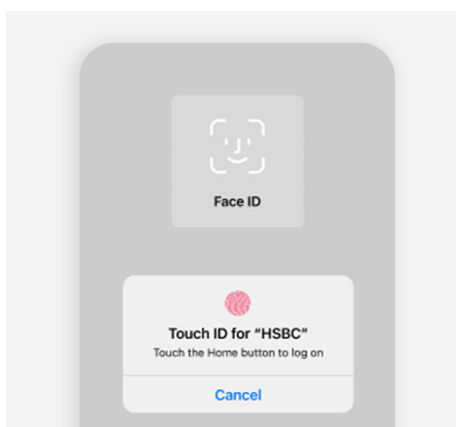 Face ID
Touch ID for “HSBC”
Touch the Home button to log on
Cancel